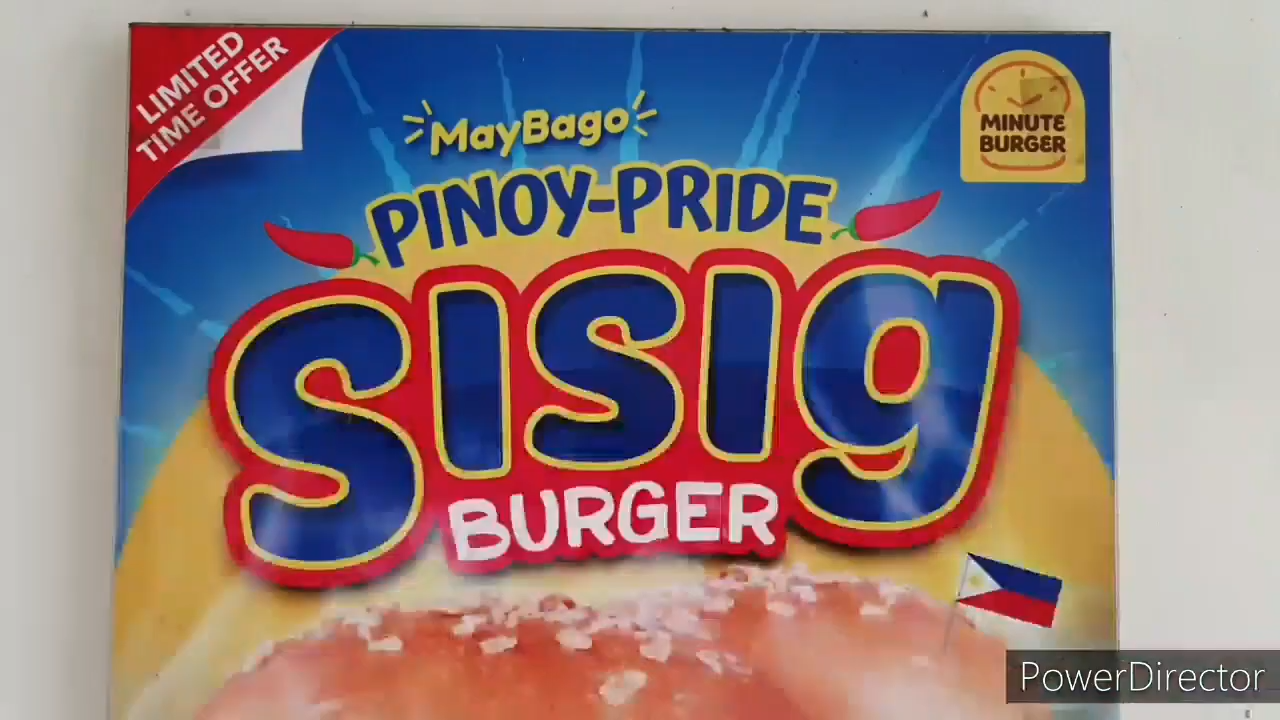 LIMITED
TIME OFFER
MayBago
MINUTE
BURGER
PINOY-PRIDE
SISIg
BURGER
PowerDirector